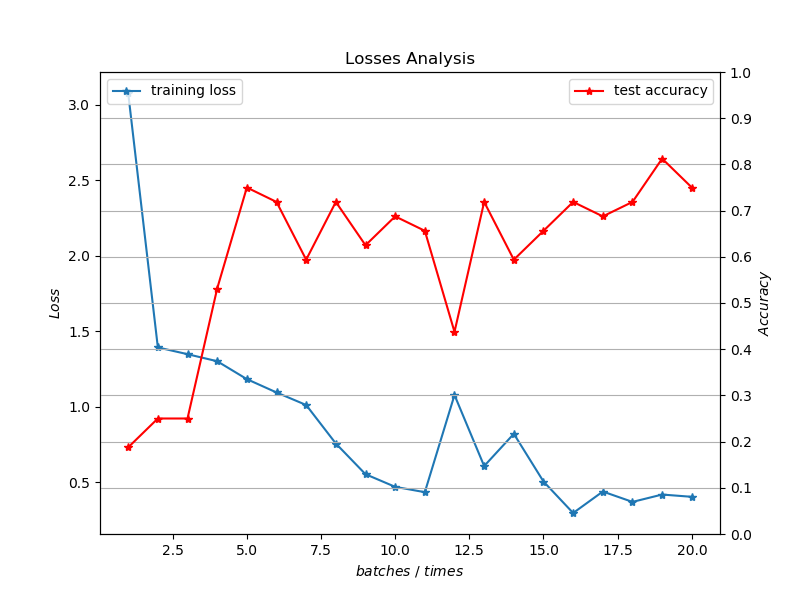 Losses Analysis
training loss
test accuracy
3.0
2.5
2.0
1.5
1.0
0.5
Loss
1.0
0.9
0.8
0.7
0.6
0.5
0.4
0.3
0.2
0.1
0.0
Accuracy
2.5 5.0 7.5 10.0 12.5 15.0 17.5 20.0
batches / times